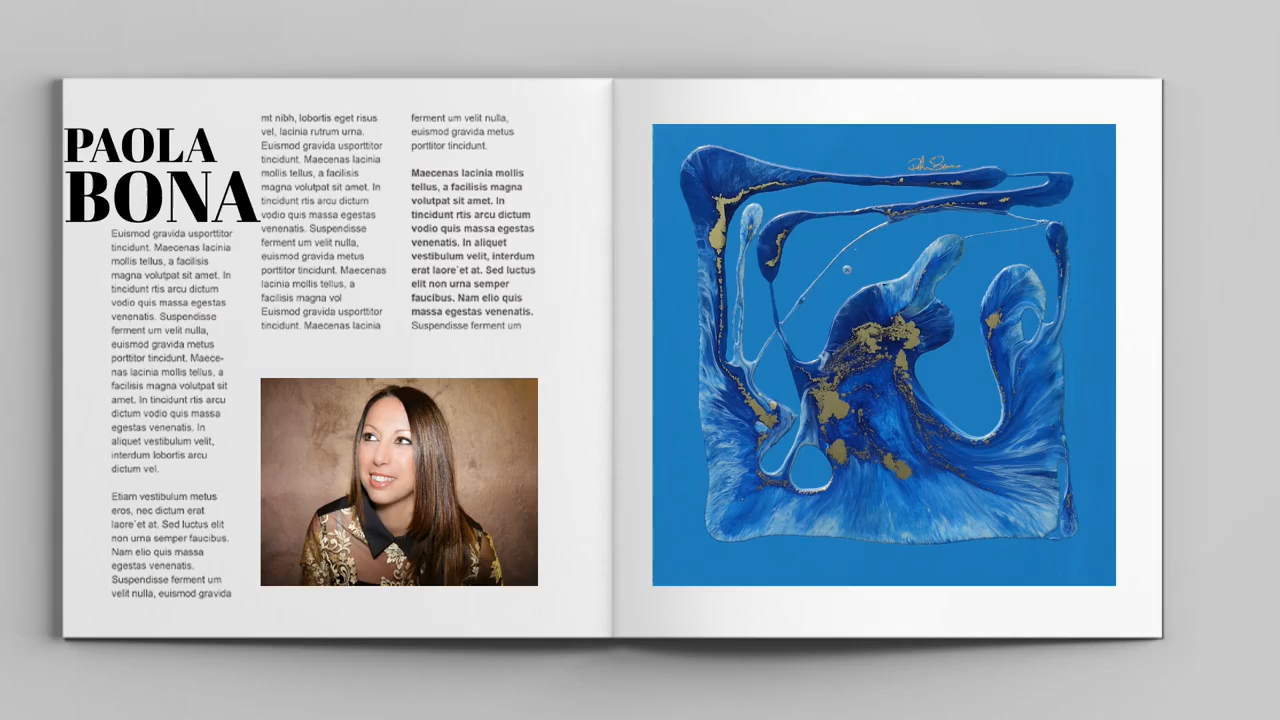 PAOLA
BONA
Euismod gravida usporttitor
tincidunt. Maecenas lacinia
mollis tellus, a facilisis
magna volutpat sit amet. In
tincidunt rtis arcu dictum
vodio quis massa egestas
venenatis. Suspendisse
ferment um velit nulla,
euismod gravida metus
porttitor tincidunt. Maece-
nas lacinia mollis tellus, a
facilisis magna volutpat sit
amet. In tincidunt rtis arcu
dictum vodio quis massa
egestas venenatis. In
aliquet vestibulum velit,
interdum lobortis arcu
dictum vel.
Etiam vestibulum metus
eros, nec dictum erat
laore`et at. Sed luctus elit
non urna semper faucibus.
Nam elio quis massa
egestas venenatis.
Suspendisse ferment um
velit nulla, euismod gravida
mt nibh, lobortis eget risus
vel, lacinia rutrum urna.
Euismod gravida usporttitor
tincidunt. Maecenas lacinia
mollis tellus, a facilisis
magna volutpat sit amet. In
tincidunt rtis arcu dictum
vodio quis massa egestas
venenatis. Suspendisse
ferment um velit nulla,
euismod gravida metus
porttitor tincidunt. Maecenas
lacinia mollis tellus, a
facilisis magna vol
Euismod gravida usporttitor
tincidunt. Maecenas lacinia
ferment um velit nulla,
euismod gravida metus
porttitor tincidunt.
Maecenas lacinia mollis
tellus, a facilisis magna
volutpat sit amet. In
tincidunt rtis arcu dictum
vodio quis massa egestas
venenatis. In aliquet
vestibulum velit, interdum
erat laore`et at. Sed luctus
elit non urna semper
faucibus. Nam elio quis
massa egestas venenatis.
Suspendisse ferment um